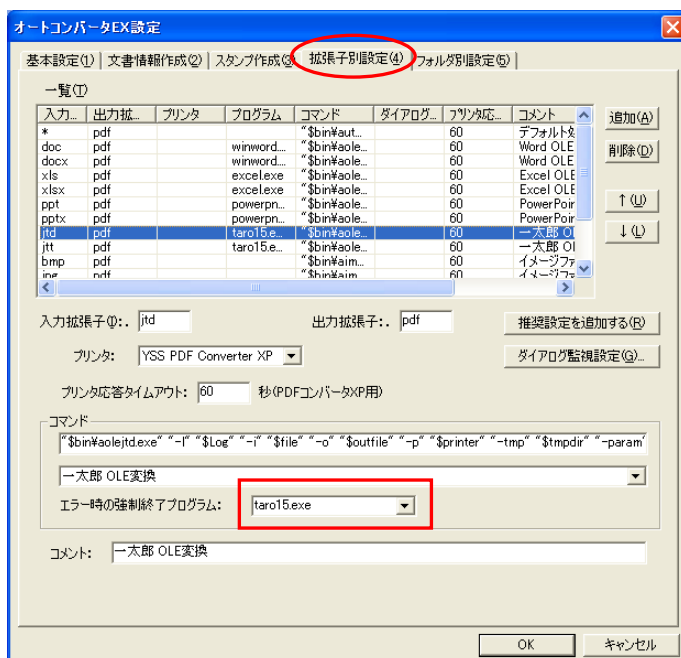 オートコンバータEX設定
基本設定(1) 文書情報作成(2) スタンプ作成(3) 拡張子別設定(4) フォルダ別設定(5)
一覧(T)
入力... 出力拡... プリンタ プログラム コマンド ダイアログ... プリンタ応... コメント
* pdf "$bin¥aut... 60 デフォルト
doc pdf winword.... "$bin¥aole... 60 Word OLE
docx pdf winword.... "$bin¥aole... 60 Word OLE
xls pdf excel.exe "$bin¥aole... 60 Excel OLE
xlsx pdf excel.exe "$bin¥aole... 60 Excel OLE
ppt pdf powerpn... "$bin¥aole... 60 PowerPoir
pptx pdf powerpn... "$bin¥aole... 60 PowerPoir
jtd pdf taro15.e... "$bin¥aole... 60 一太郎 OI
jtt pdf taro15.e... "$bin¥aole... 60 一太郎 OI
bmp pdf "$bin¥aim... 60 イメージファ
jpg pdf "$bin¥aim... 60 イメージファ
追加(A)
削除(D)
↑(U)
↓(L)
入力拡張子(I):. jtd 出力拡張子:. pdf 推奨設定を追加する(R)
プリンタ: YSS PDF Converter XP ダイアログ監視設定(G)...
プリンタ応答タイムアウト: 60 秒(PDFコンバータXP用)
コマンド
"$bin¥aolejtd.exe" "-l" "$Log" "-i" "$file" "-o" "$outfile" "-p" "$printer" "-tmp" "$tmpdir" "-param"
一太郎 OLE変換
エラー時の強制終了プログラム: taro15.exe
コメント: 一太郎 OLE変換
OK キャンセル